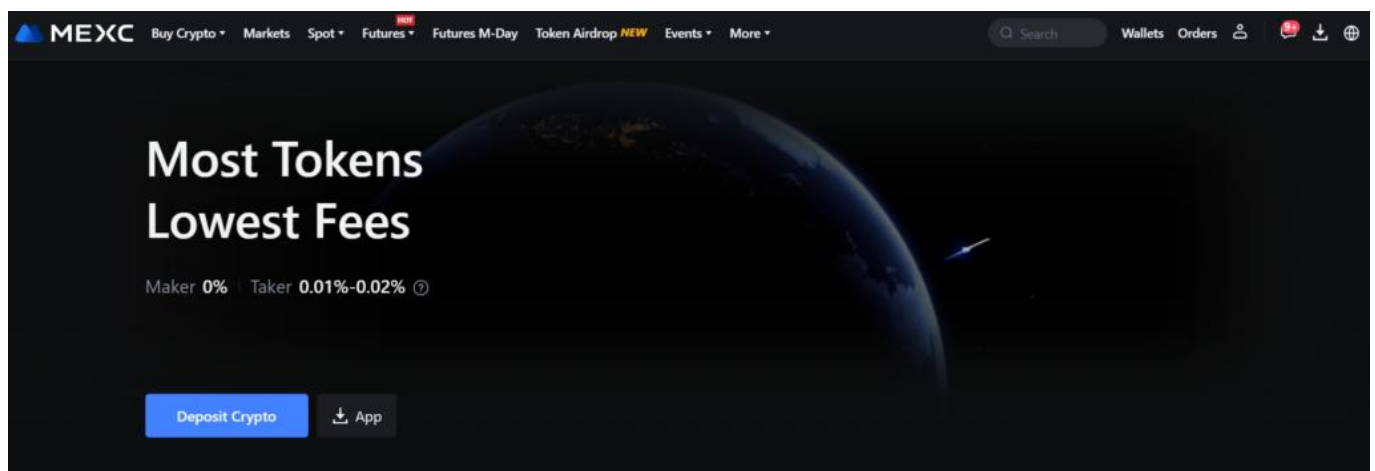 MEXC Buy Crypto Markets Spot Futures HOT Futures M-Day Token Airdrop NEW Events More Search Wallets Orders 9+
Most Tokens
Lowest Fees
Maker 0% Taker 0.01%-0.02% ?
Deposit Crypto App